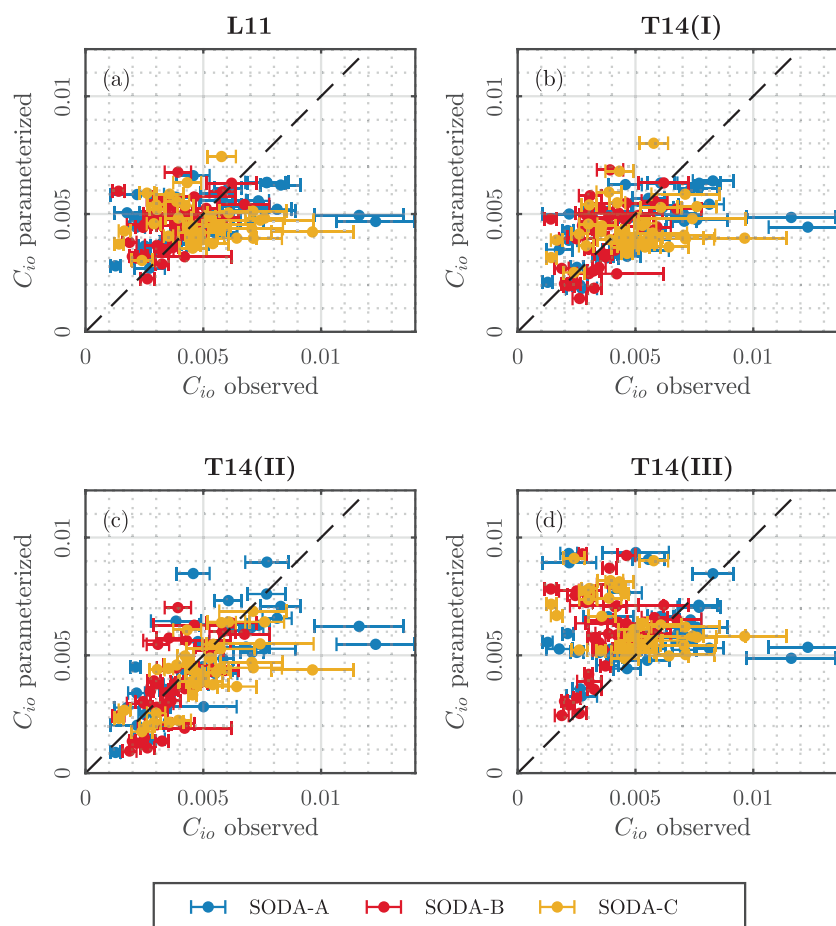 L11
T14(I)
(a)
(b)
0.01
0.005
0
C_io parameterized
0.01
0.005
0
C_io parameterized
0
0.005
0.01
C_io observed
0
0.005
0.01
C_io observed
T14(II)
T14(III)
(c)
(d)
0.01
0.005
0
C_io parameterized
0.01
0.005
0
C_io parameterized
0
0.005
0.01
C_io observed
0
0.005
0.01
C_io observed
SODA-A
SODA-B
SODA-C